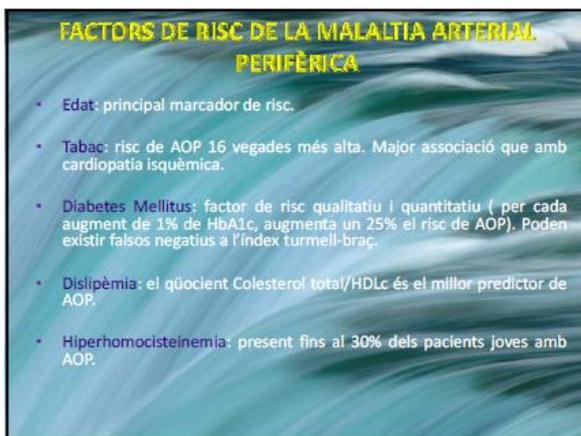 FACTORS DE RISC DE LA MALALTIA ARTERIAL
PERIFÈRICA
• Edat: principal marcador de risc.
• Tabac: risc de AOP 16 vegades més alta. Major associació que amb
cardiopatia isquèmica.
• Diabetes Mellitus: factor de risc qualitatiu i quantitatiu ( per cada
augment de 1% de HbA1c, augmenta un 25% el risc de AOP). Poden
existir falsos negatius a l'índex turmell-braç.
• Dislipèmia: el qüocient Colesterol total/HDLc és el millor predictor de
AOP.
• Hiperhomocisteinemia: present fins al 30% dels pacients joves amb
AOP.